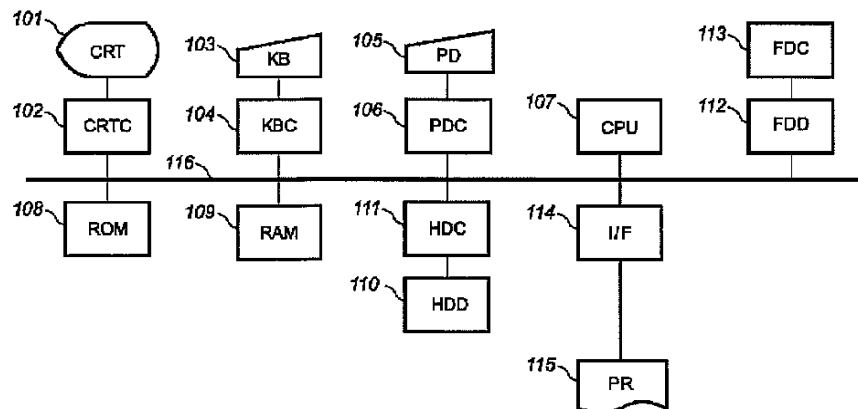 101 CRT
103 KB
105 PD
113 FDC
102 CRTC
104 KBC
106 PDC
107 CPU
112 FDD
116
108 ROM
109 RAM
111 HDC
114 I/F
110 HDD
115 PR